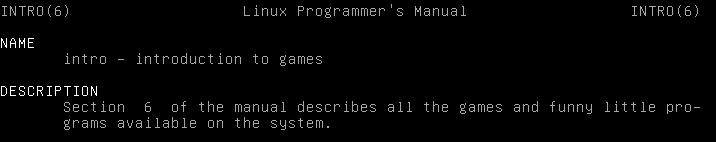 INTRO(6) Linux Programmer's Manual INTRO(6)
NAME
intro - introduction to games
DESCRIPTION
Section 6 of the manual describes all the games and funny little pro-
grams available on the system.